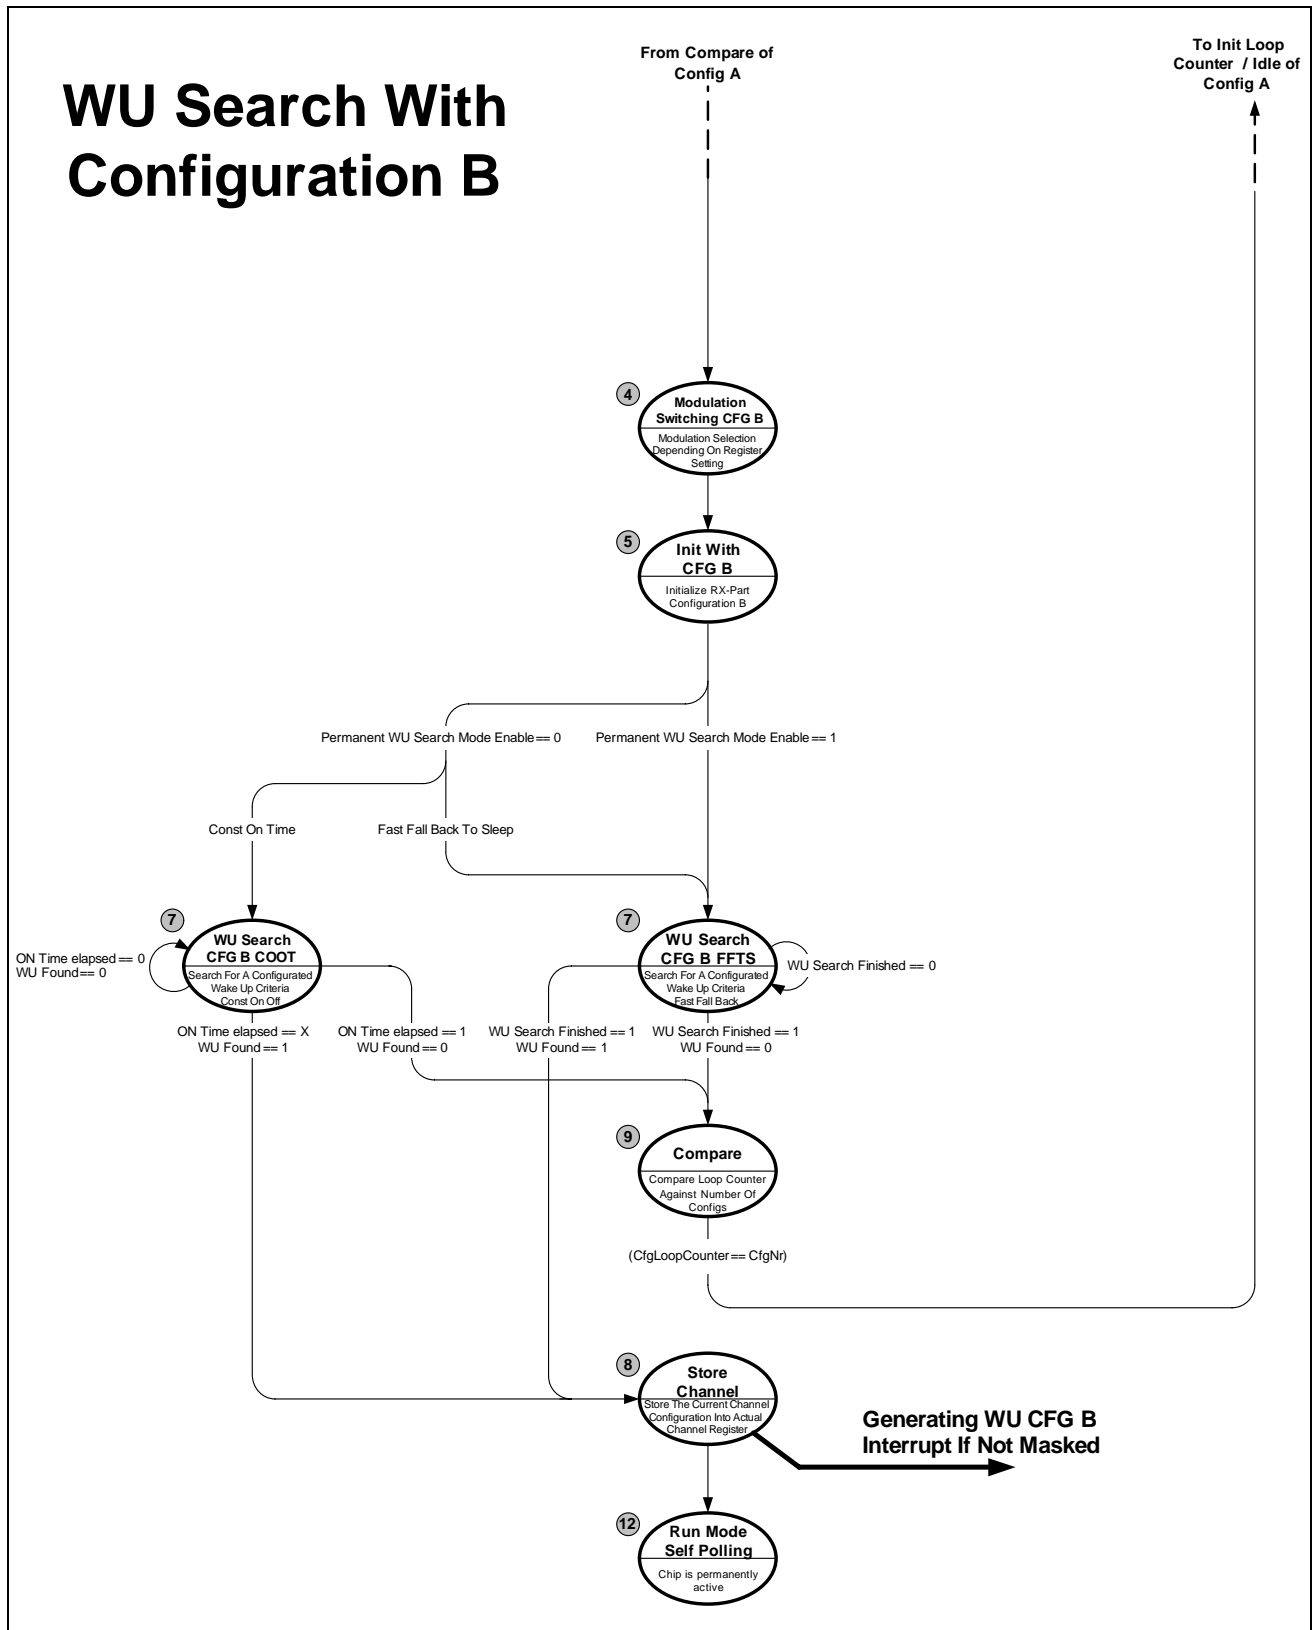 WU Search With
Configuration B
From Compare of
Config A
To Init Loop
Counter / Idle of
Config A
4
Modulation
Switching CFG B
Modulation Selection
Depending On Register
Setting
5
Init With
CFG B
Initialize RX-Part
Configuration B
Permanent WU Search Mode Enable == 0
Permanent WU Search Mode Enable == 1
Const On Time
Fast Fall Back To Sleep
7
WU Search
CFG B COOT
Search For A Configurated
Wake Up Criteria
Const On Off
ON Time elapsed == 0
WU Found == 0
7
WU Search
CFG B FFTS
Search For A Configurated
Wake Up Criteria
Fast Fall Back
WU Search Finished == 0
ON Time elapsed == X
WU Found == 1
ON Time elapsed == 1
WU Found == 0
WU Search Finished == 1
WU Found == 1
WU Search Finished == 1
WU Found == 0
9
Compare
Compare Loop Counter
Against Number Of
Configs
(CfgLoopCounter == CfgNr)
8
Store
Channel
Store The Current Channel
Configuration Into Actual
Channel Register
Generating WU CFG B
Interrupt If Not Masked
12
Run Mode
Self Polling
Chip is permanently
active